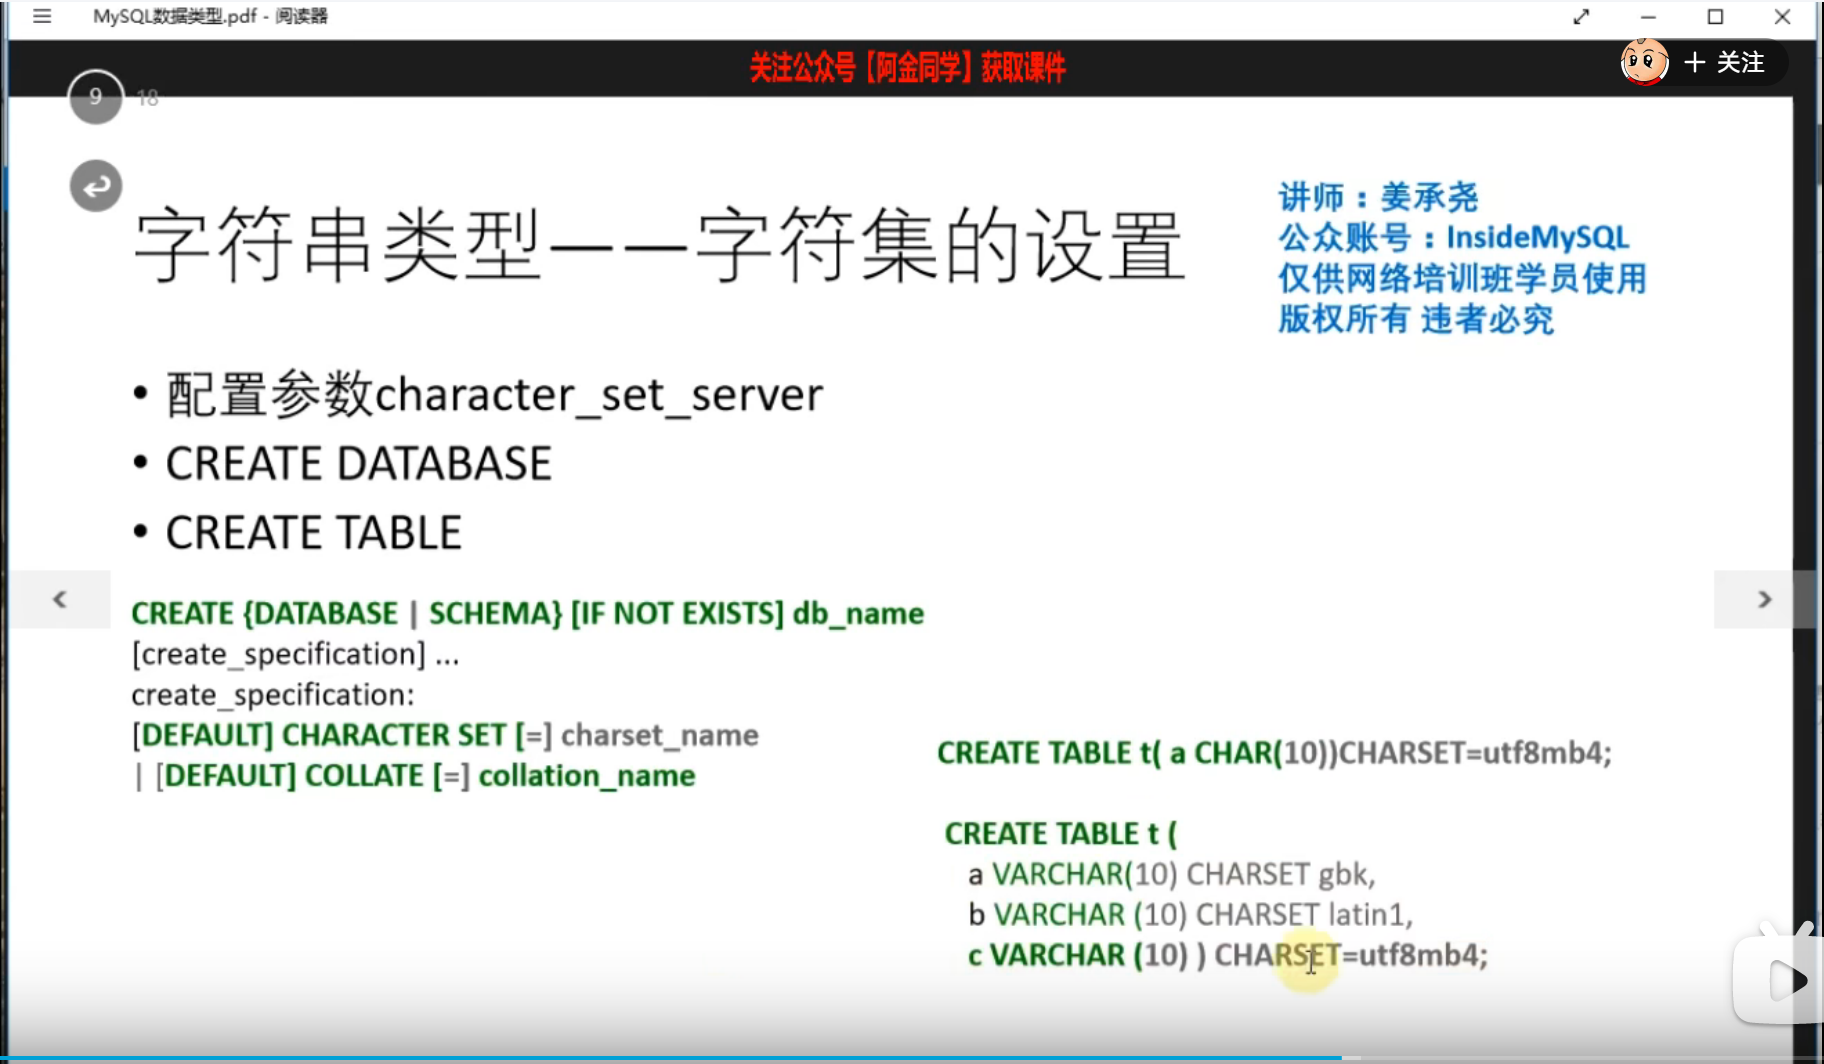 MySQL数据类型.pdf - 阅读器
关注公众号【阿金同学】获取课件
+ 关注
9 18
字符串类型——字符集的设置
讲师：姜承尧
公众账号：InsideMySQL
仅供网络培训班学员使用
版权所有 违者必究
• 配置参数character_set_server
• CREATE DATABASE
• CREATE TABLE
CREATE {DATABASE | SCHEMA} [IF NOT EXISTS] db_name
[create_specification] ...
create_specification:
[DEFAULT] CHARACTER SET [=] charset_name
| [DEFAULT] COLLATE [=] collation_name
CREATE TABLE t( a CHAR(10))CHARSET=utf8mb4;
CREATE TABLE t (
a VARCHAR(10) CHARSET gbk,
b VARCHAR (10) CHARSET latin1,
c VARCHAR (10) ) CHARSET=utf8mb4;